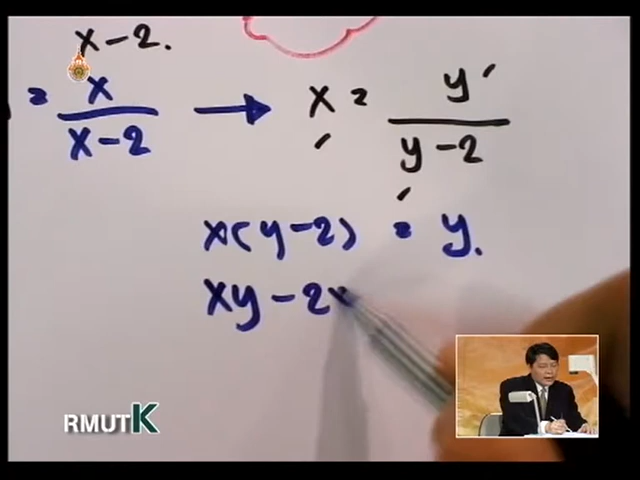 x-2.
= x/(x-2) → x = y/(y-2)
x(y-2) = y.
xy-2x
RMUTK